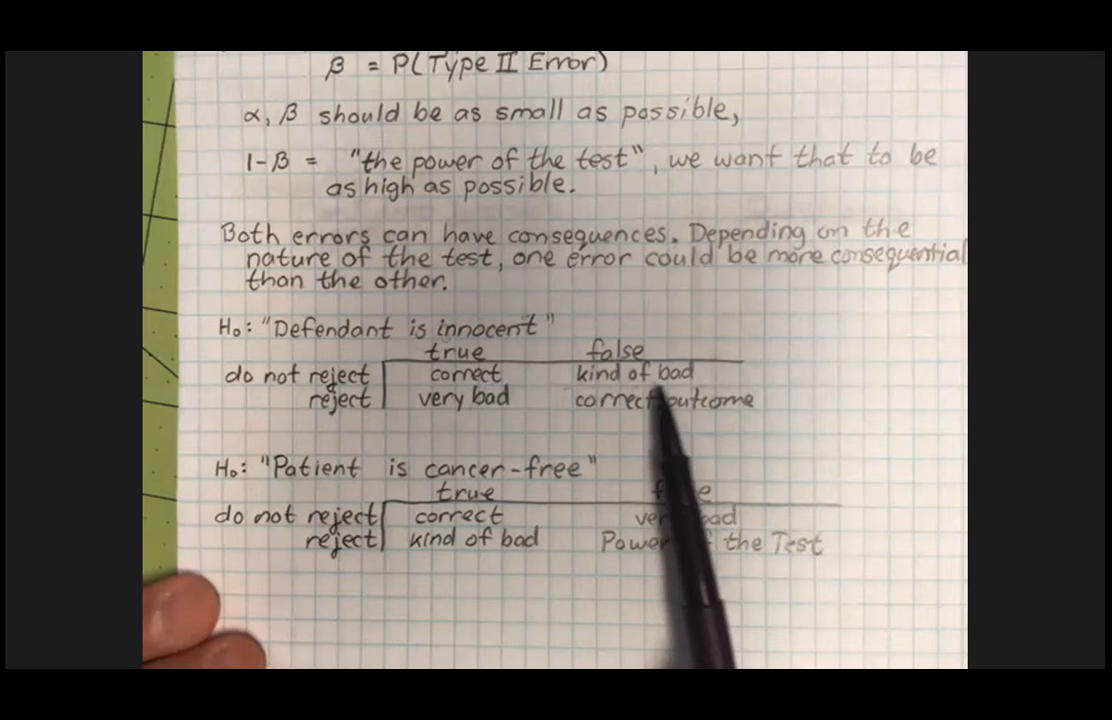 β = P(Type II Error)
α, β should be as small as possible,
1-β = "the power of the test", we want that to be
as high as possible.
Both errors can have consequences. Depending on the
nature of the test, one error could be more consequential
than the other.
H₀: "Defendant is innocent"
true false
do not reject correct kind of bad
reject very bad correct outcome
H₀: "Patient is cancer-free"
true
do not reject correct
reject kind of bad Power the Test